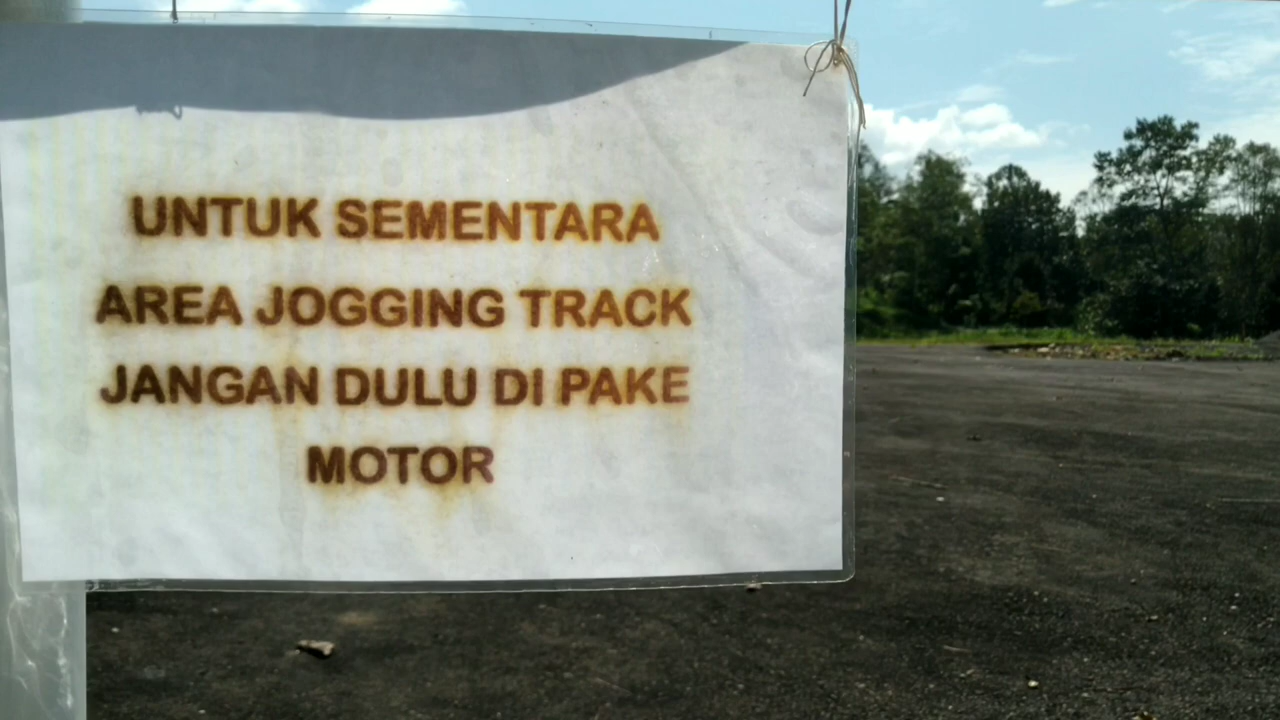 UNTUK SEMENTARA
AREA JOGGING TRACK
JANGAN DULU DI PAKE
MOTOR